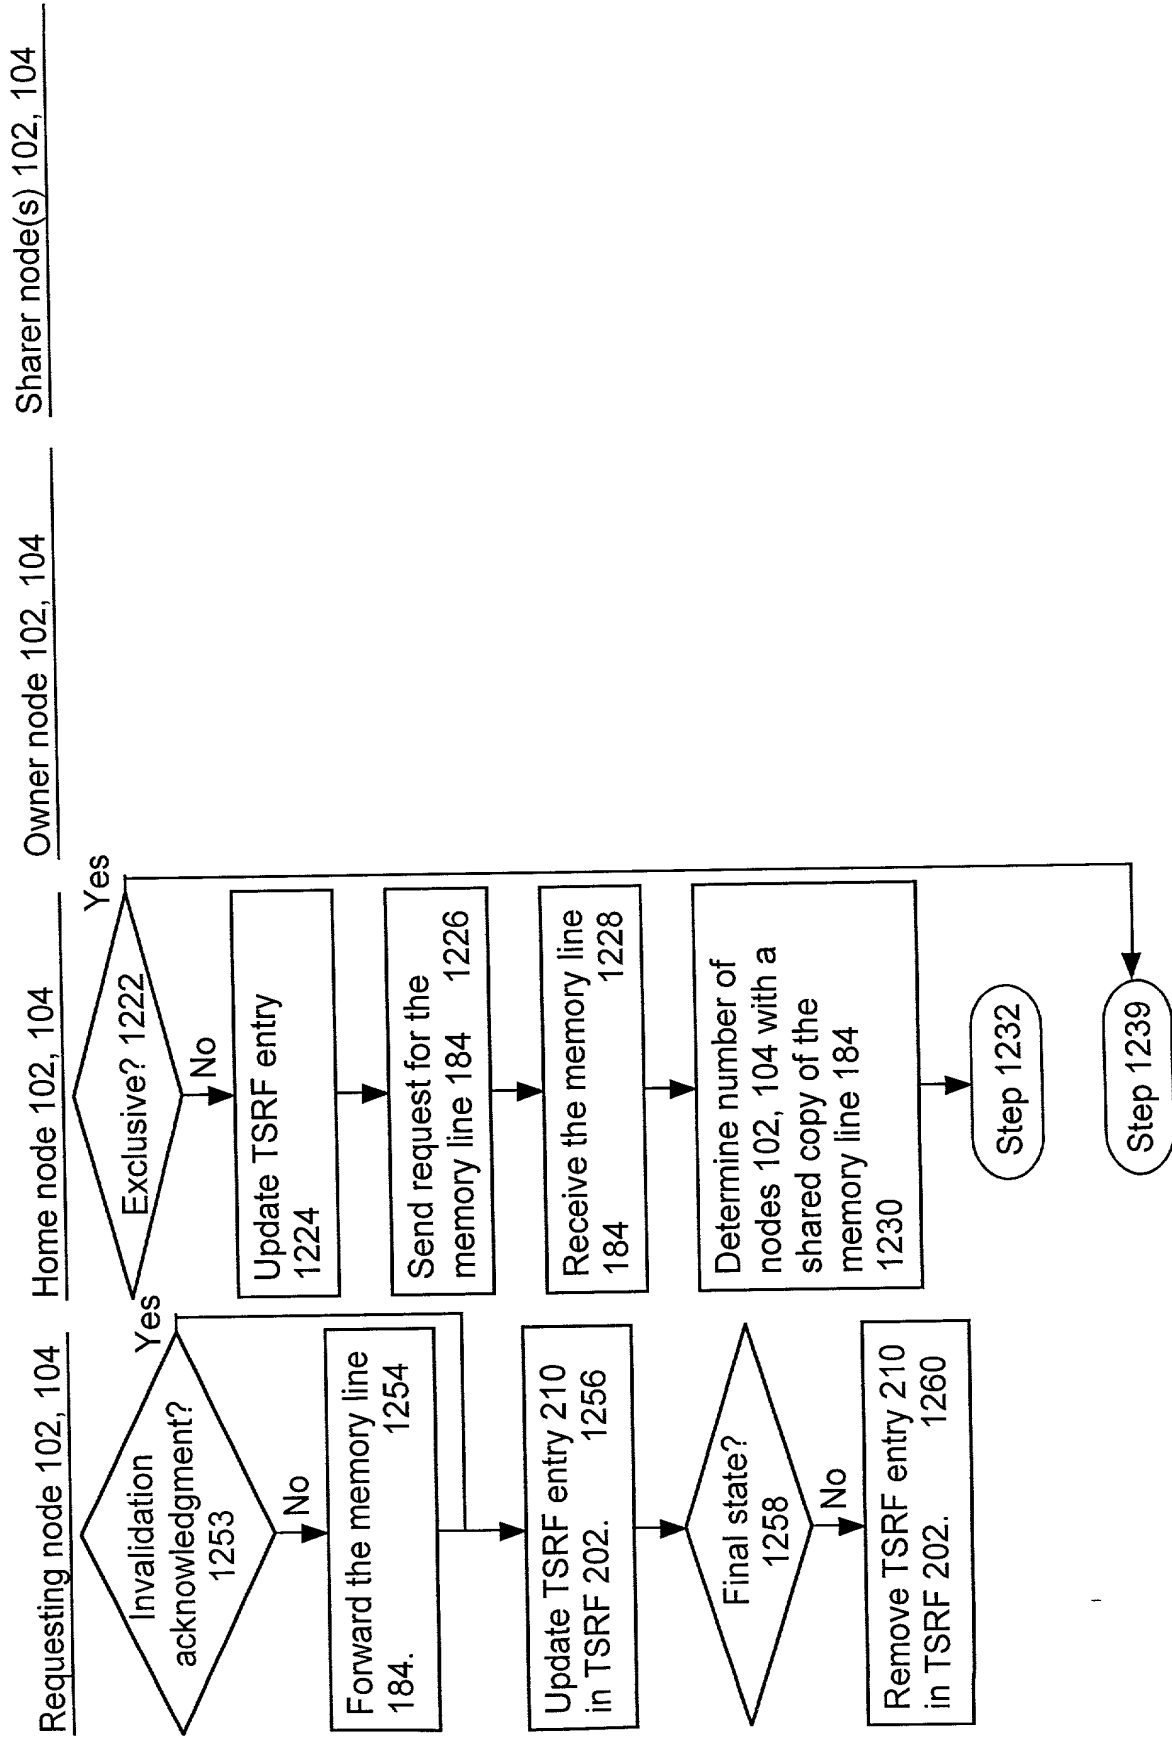 Requesting node 102, 104
Home node 102, 104
Owner node 102, 104
Sharer node(s) 102, 104
Invalidation
acknowledgment?
1253
Yes
No
Forward the memory line
184. 1254
Update TSRF entry 210
in TSRF 202. 1256
Final state?
1258
No
Remove TSRF entry 210
in TSRF 202. 1260
Exclusive? 1222
Yes
No
Update TSRF entry
1224
Send request for the
memory line 184 1226
Receive the memory line
184 1228
Determine number of
nodes 102, 104 with a
shared copy of the
memory line 184
1230
Step 1232
Step 1239